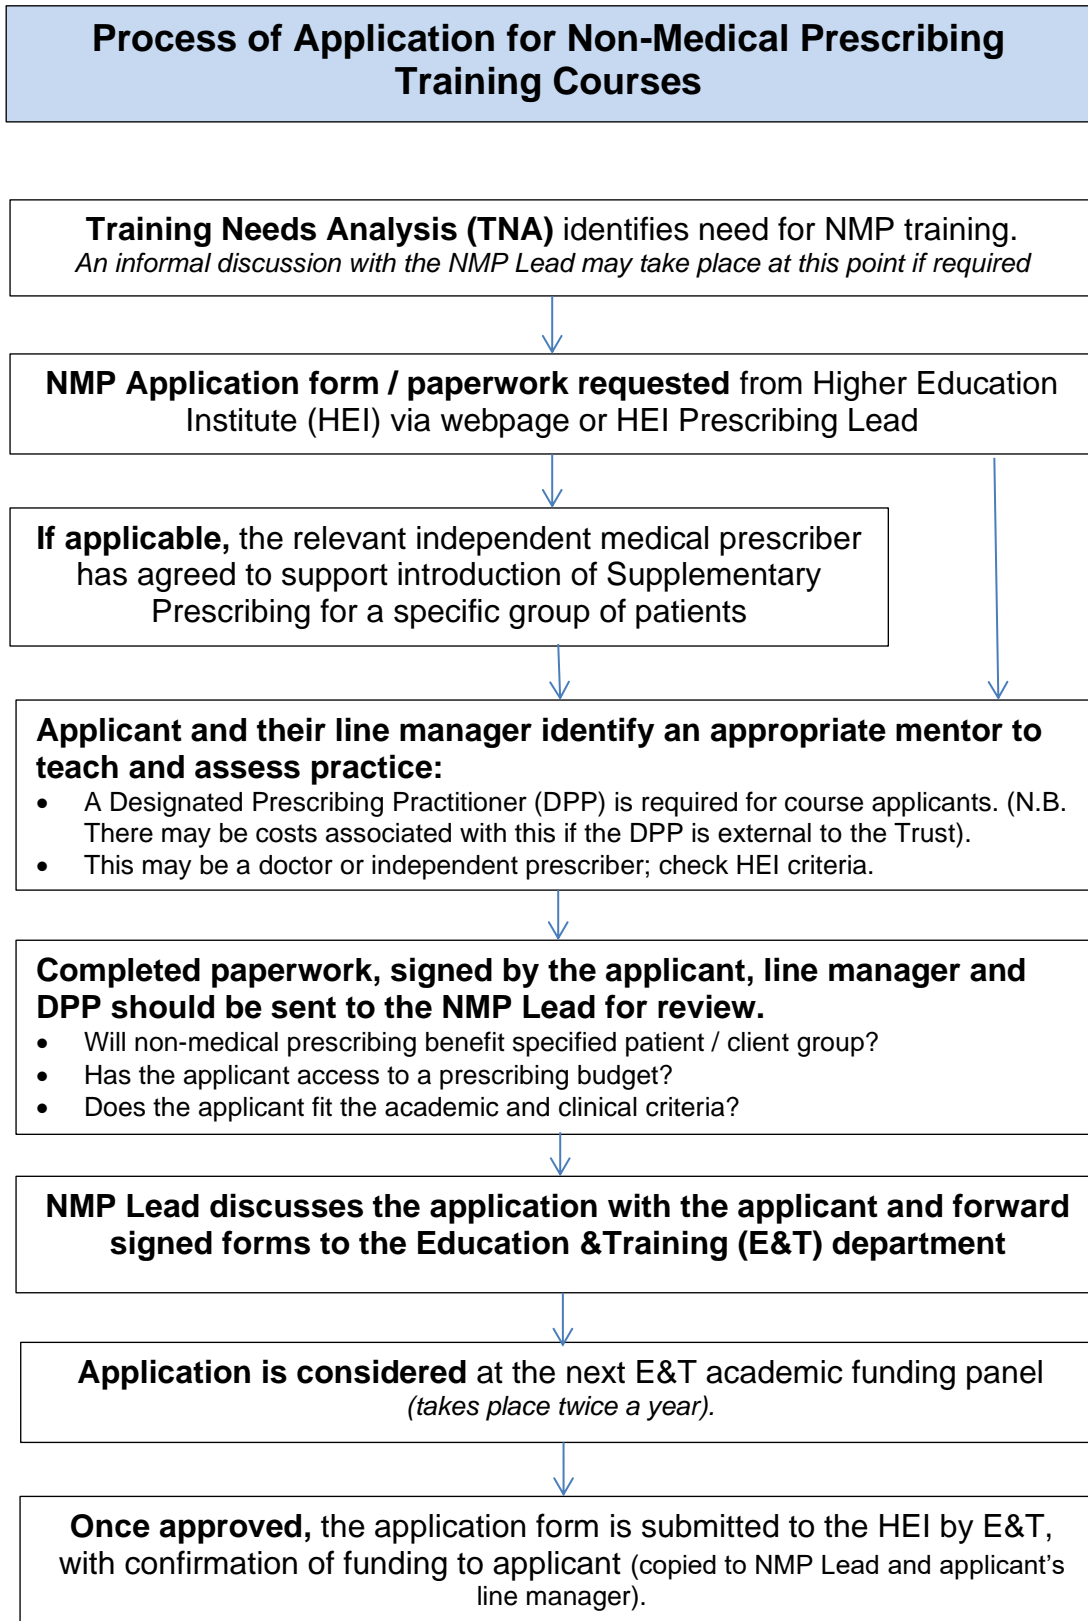 Process of Application for Non-Medical Prescribing
Training Courses
Training Needs Analysis (TNA) identifies need for NMP training.
An informal discussion with the NMP Lead may take place at this point if required
NMP Application form / paperwork requested from Higher Education
Institute (HEI) via webpage or HEI Prescribing Lead
If applicable, the relevant independent medical prescriber
has agreed to support introduction of Supplementary
Prescribing for a specific group of patients
Applicant and their line manager identify an appropriate mentor to
teach and assess practice:
• A Designated Prescribing Practitioner (DPP) is required for course applicants. (N.B.
There may be costs associated with this if the DPP is external to the Trust).
• This may be a doctor or independent prescriber; check HEI criteria.
Completed paperwork, signed by the applicant, line manager and
DPP should be sent to the NMP Lead for review.
• Will non-medical prescribing benefit specified patient / client group?
• Has the applicant access to a prescribing budget?
• Does the applicant fit the academic and clinical criteria?
NMP Lead discusses the application with the applicant and forward
signed forms to the Education &Training (E&T) department
Application is considered at the next E&T academic funding panel
(takes place twice a year).
Once approved, the application form is submitted to the HEI by E&T,
with confirmation of funding to applicant (copied to NMP Lead and applicant's
line manager).